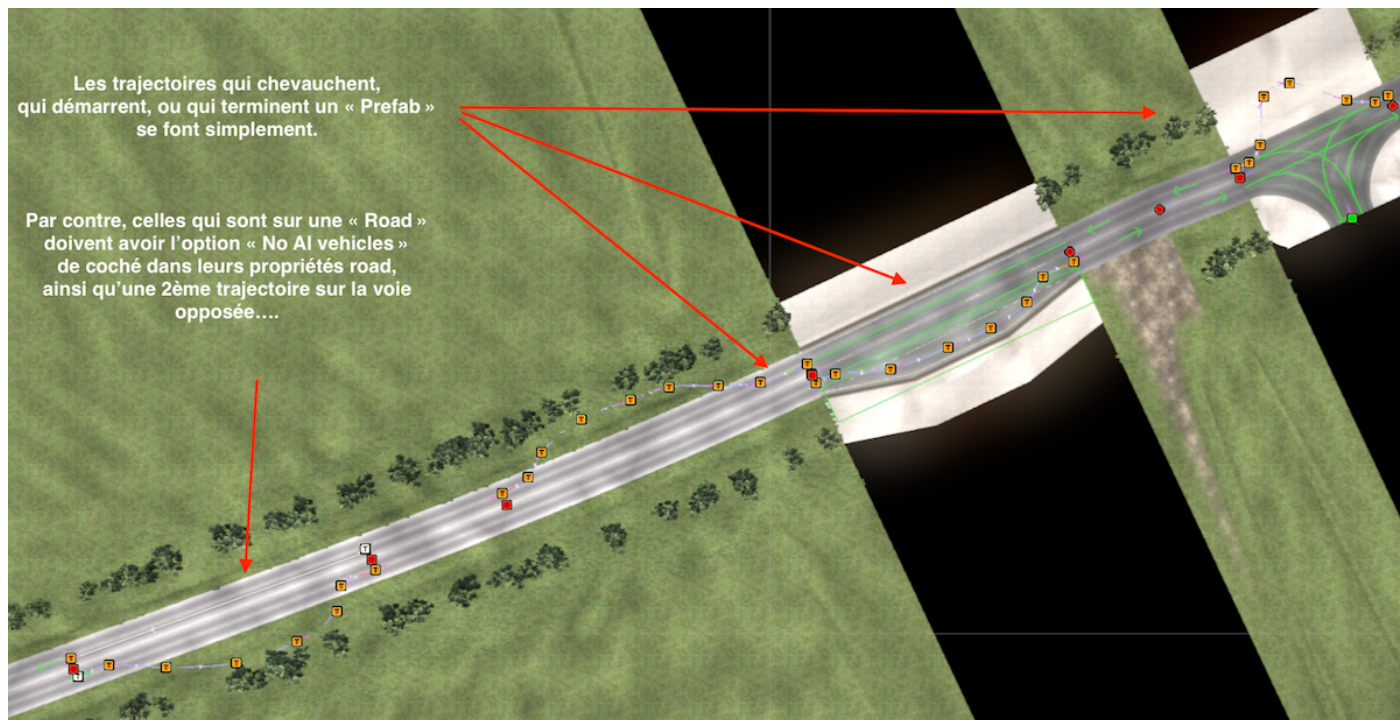 Les trajectoires qui chevauchent,
qui démarrent, ou qui terminent un « Prefab »
se font simplement.
Par contre, celles qui sont sur une « Road »
doivent avoir l’option « No AI vehicles »
de coché dans leurs propriétés road,
ainsi qu’une 2ème trajectoire sur la voie
opposée….